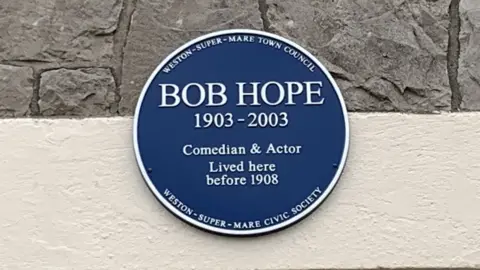 WESTON-SUPER-MARE TOWN COUNCIL
BOB HOPE
1903 - 2003
Comedian & Actor
Lived here
before 1908
WESTON-SUPER-MARE CIVIC SOCIETY